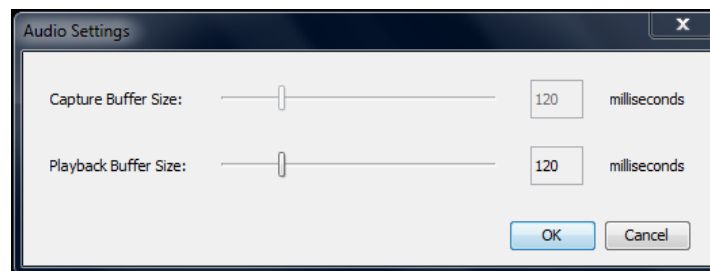 Audio Settings
x
Capture Buffer Size: 120 milliseconds
Playback Buffer Size: 120 milliseconds
OK Cancel